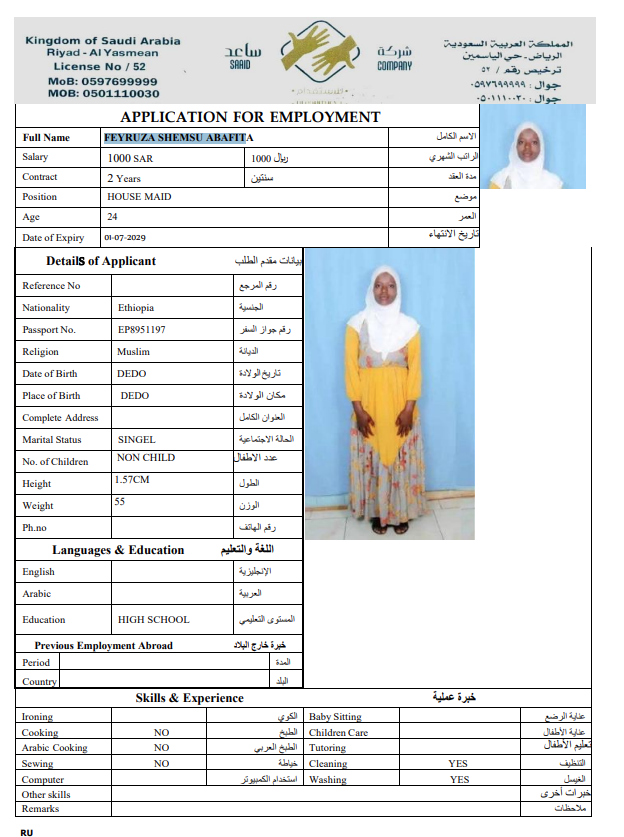 Kingdom of Saudi Arabia
Riyad - Al Yasmean
License No / 52
MoB: 0597699999
MOB: 0501110030
ساعد
SAAID
شركة
COMPANY
المملكة العربية السعودية
الرياض - حي الياسمين
ترخيص رقم / ٥٢
جوال : ٠٥٩٧٦٩٩٩٩٩
جوال : ٠٥٠١١١٠٠٣٠
APPLICATION FOR EMPLOYMENT
Full Name FEYRUZA SHEMSU ABAFITA الاسم الكامل
Salary 1000 SAR 1000 ريال الراتب الشهري
Contract 2 Years سنتين مدة العقد
Position HOUSE MAID موضع
Age 24 العمر
Date of Expiry 01-07-2029 تاريخ الانتهاء
Details of Applicant بيانات مقدم الطلب
Reference No رقم المرجع
Nationality Ethiopia الجنسية
Passport No. EP8951197 رقم جواز السفر
Religion Muslim الديانة
Date of Birth DEDO تاريخ الولادة
Place of Birth DEDO مكان الولادة
Complete Address العنوان الكامل
Marital Status SINGEL الحالة الاجتماعية
No. of Children NON CHILD عدد الاطفال
Height 1.57CM الطول
Weight 55 الوزن
Ph.no رقم الهاتف
Languages & Education اللغة والتعليم
English الإنجليزية
Arabic العربية
Education HIGH SCHOOL المستوى التعليمي
Previous Employment Abroad خبرة خارج البلاد
Period المدة
Country البلد
Skills & Experience خبرة عملية
Ironing الكوي Baby Sitting عناية الرضع
Cooking NO الطبخ Children Care عناية الأطفال
Arabic Cooking NO الطبخ العربي Tutoring تعليم الأطفال
Sewing NO خياطة Cleaning YES التنظيف
Computer استخدام الكمبيوتر Washing YES الغسيل
Other skills خبرات أخرى
Remarks ملاحظات
RU